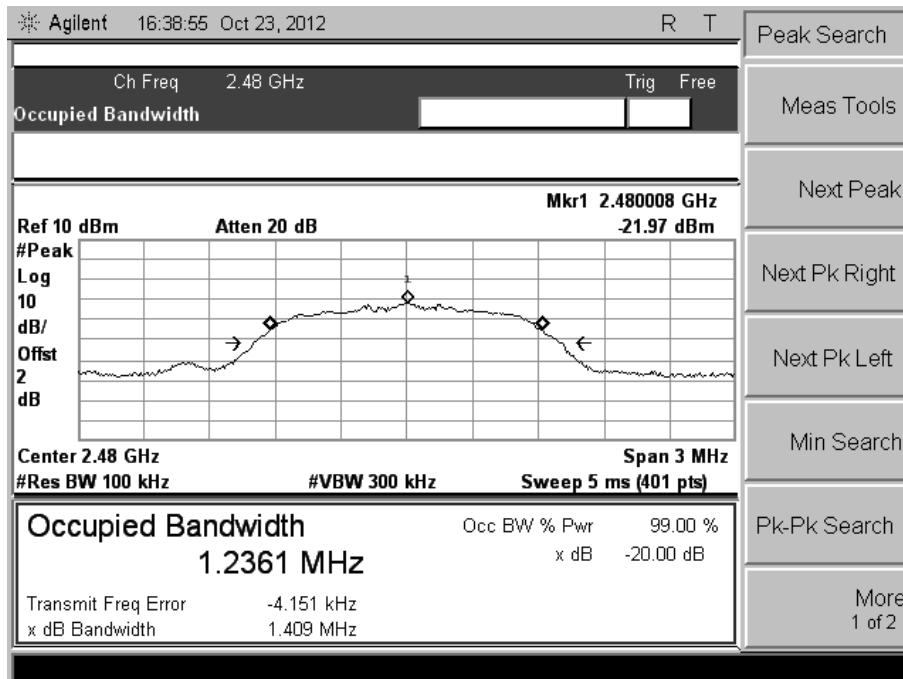 Agilent 16:38:55 Oct 23, 2012 R T
Peak Search
Ch Freq 2.48 GHz Trig Free
Occupied Bandwidth
Meas Tools
Next Peak
Mkr1 2.480008 GHz
Ref 10 dBm Atten 20 dB -21.97 dBm
#Peak
Log
10
dB/
Offst
2
dB
1
Next Pk Right
Next Pk Left
Center 2.48 GHz Span 3 MHz
#Res BW 100 kHz #VBW 300 kHz Sweep 5 ms (401 pts)
Min Search
Occupied Bandwidth Occ BW % Pwr 99.00 %
1.2361 MHz x dB -20.00 dB
Pk-Pk Search
Transmit Freq Error -4.151 kHz
x dB Bandwidth 1.409 MHz
More
1 of 2